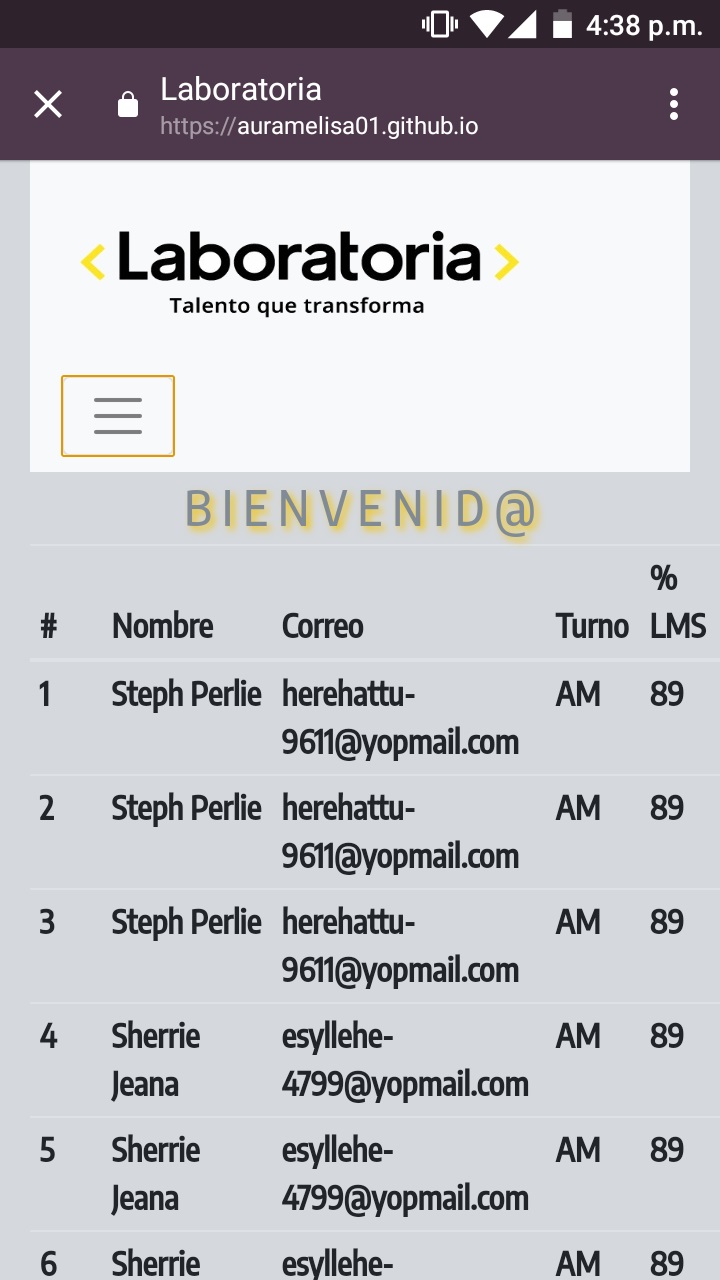 4:38 p.m.
Laboratoria
https://auramelisa01.github.io
<Laboratoria>
Talento que transforma
BIENVENID@
%
# Nombre Correo Turno LMS
1 Steph Perlie herehattu- AM 89
9611@yopmail.com
2 Steph Perlie herehattu- AM 89
9611@yopmail.com
3 Steph Perlie herehattu- AM 89
9611@yopmail.com
4 Sherrie esyllehe- AM 89
Jeana 4799@yopmail.com
5 Sherrie esyllehe- AM 89
Jeana 4799@yopmail.com
6 Sherrie esyllehe- AM 89